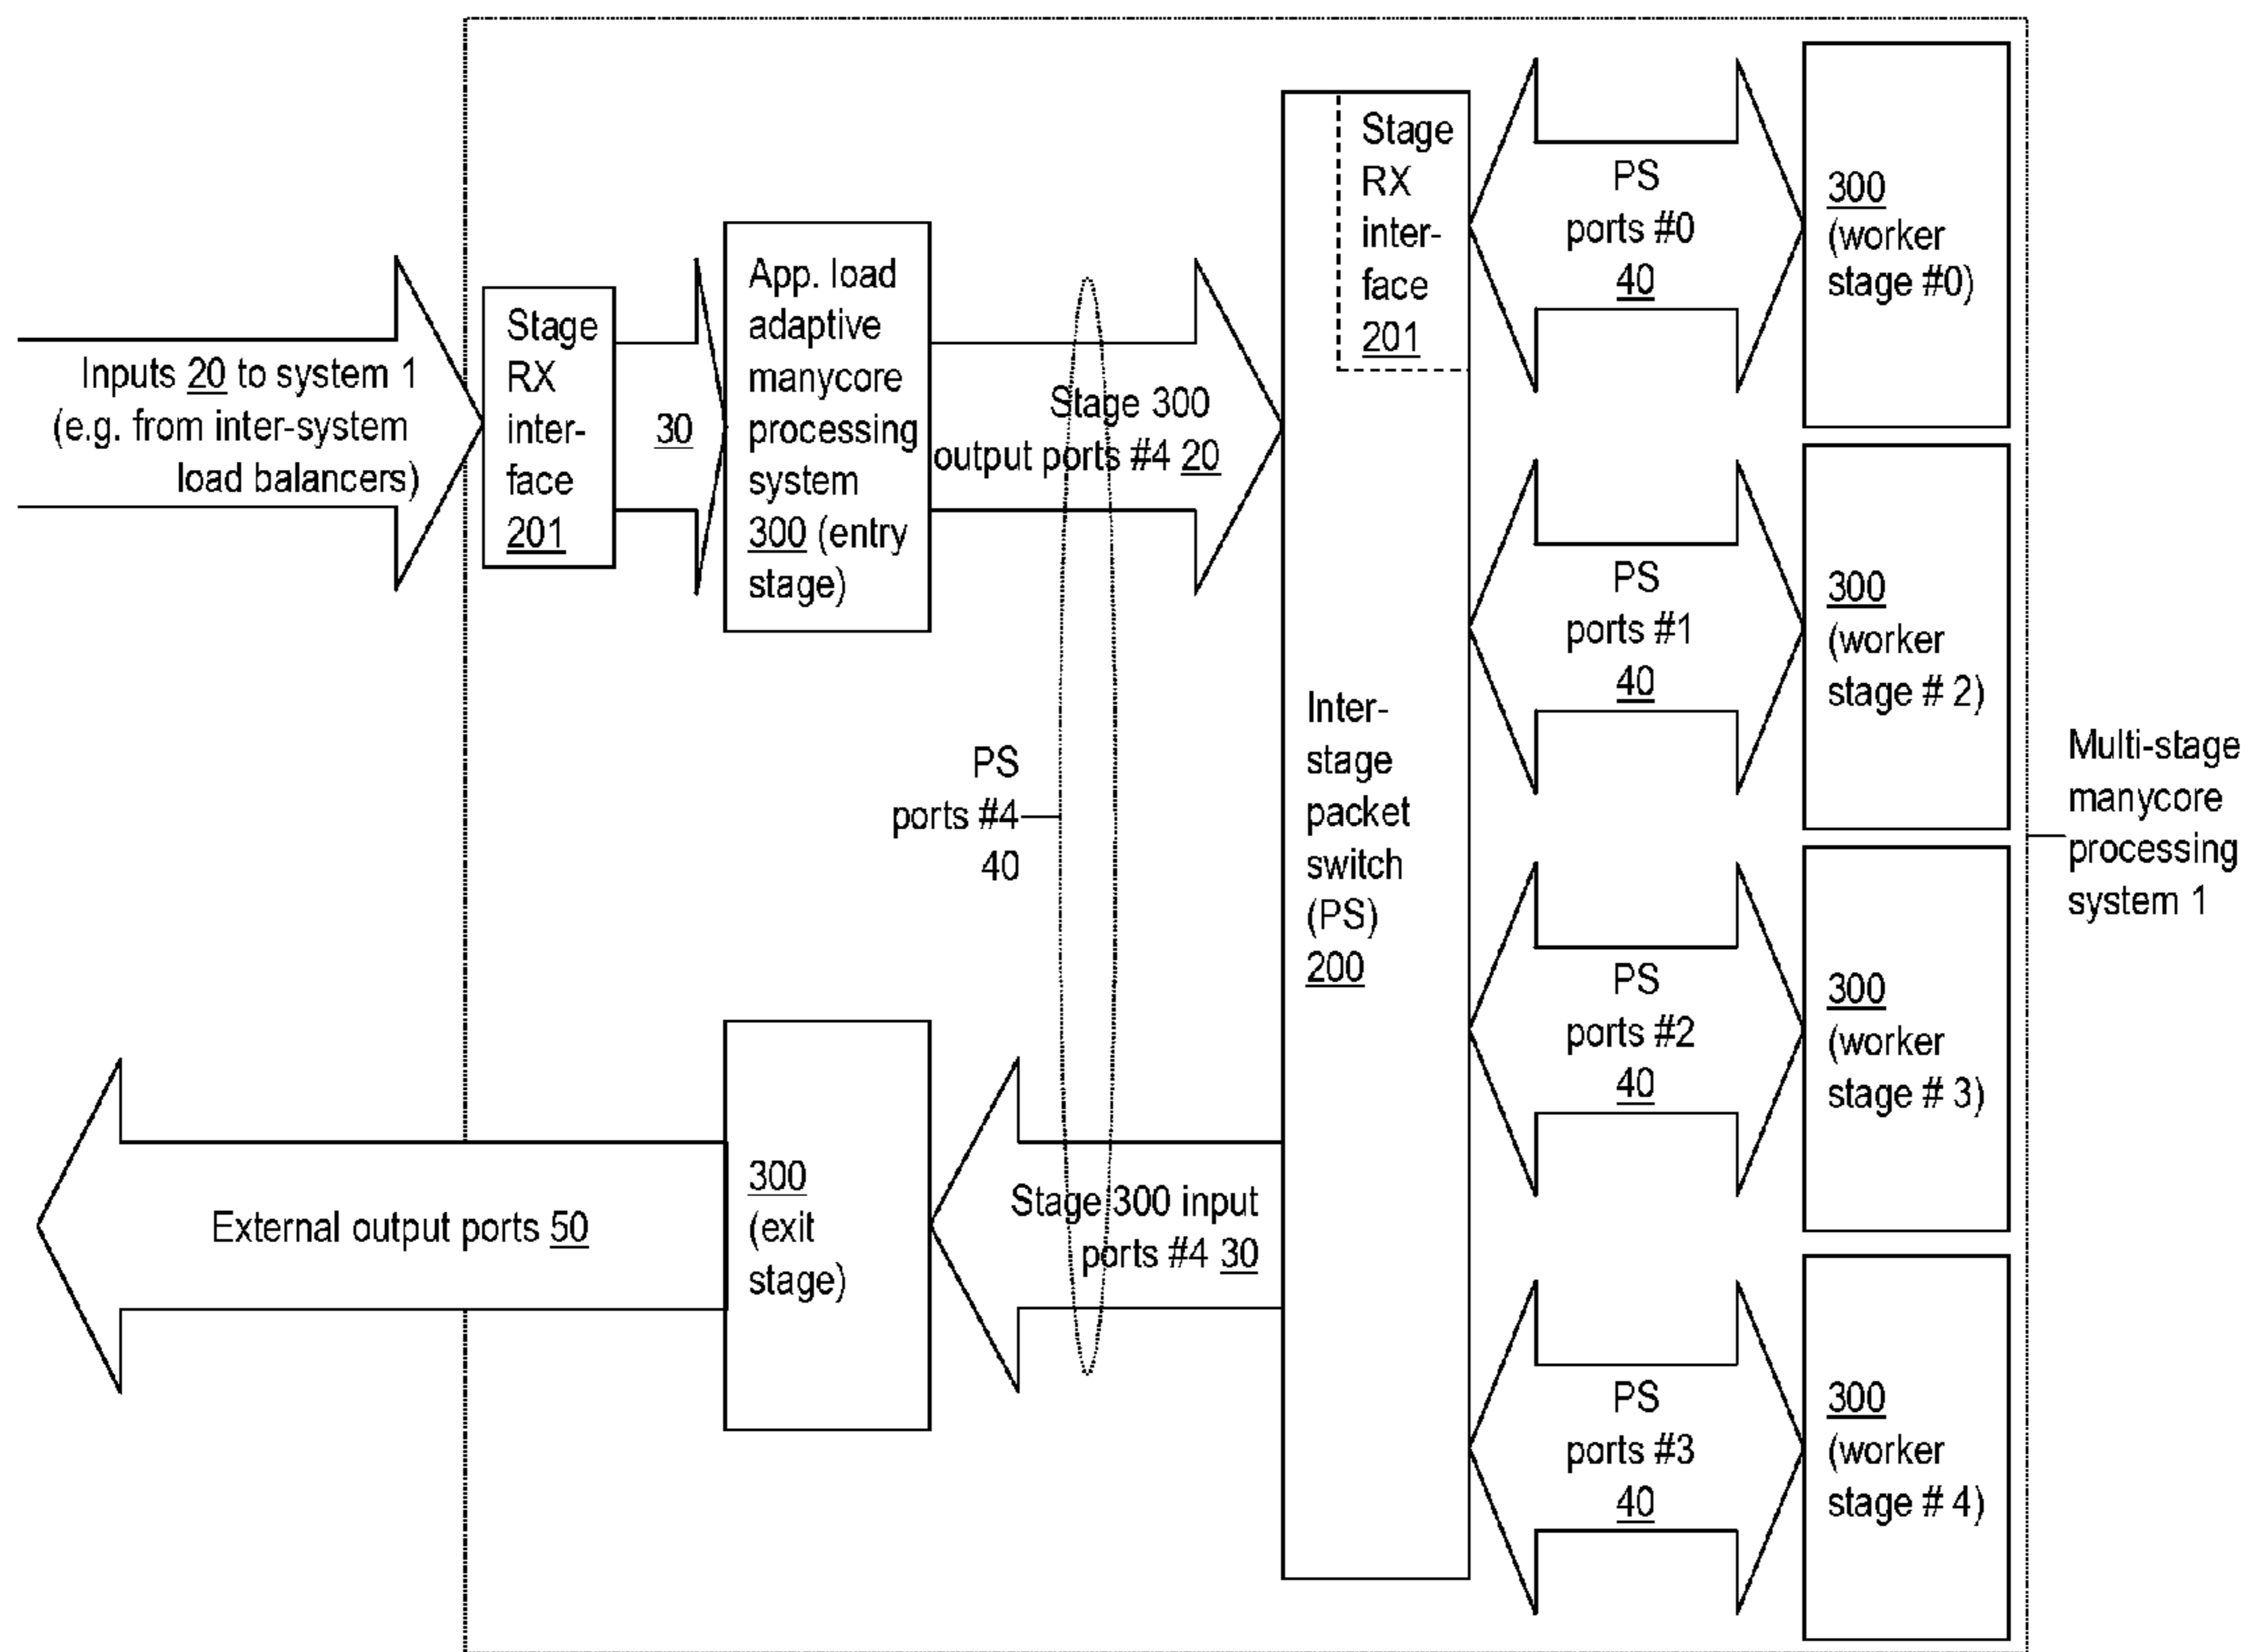 Inputs 20 to system 1
(e.g. from inter-system
load balancers)
Stage
RX
inter-
face
201
30
App. load
adaptive
manycore
processing
system
300 (entry
stage)
Stage 300
output ports #4 20
PS
ports #4
40
Stage
RX
inter-
face
201
Inter-
stage
packet
switch
(PS)
200
PS
ports #0
40
300
(worker
stage #0)
PS
ports #1
40
300
(worker
stage # 2)
PS
ports #2
40
300
(worker
stage # 3)
PS
ports #3
40
300
(worker
stage # 4)
Multi-stage
manycore
processing
system 1
External output ports 50
300
(exit
stage)
Stage 300 input
ports #4 30